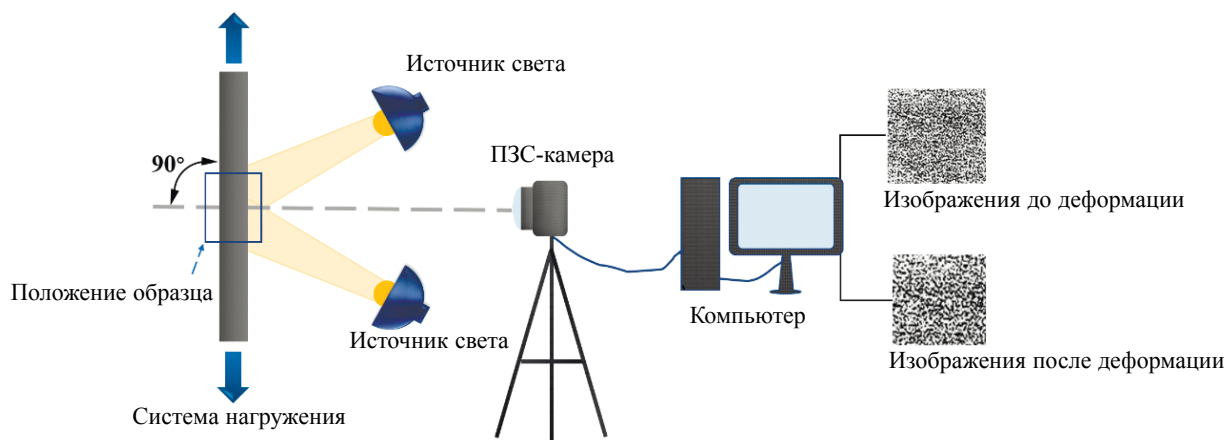 Источник света
ПЗС-камера
90°
Изображения до деформации
Положение образца
Компьютер
Источник света
Изображения после деформации
Система нагружения